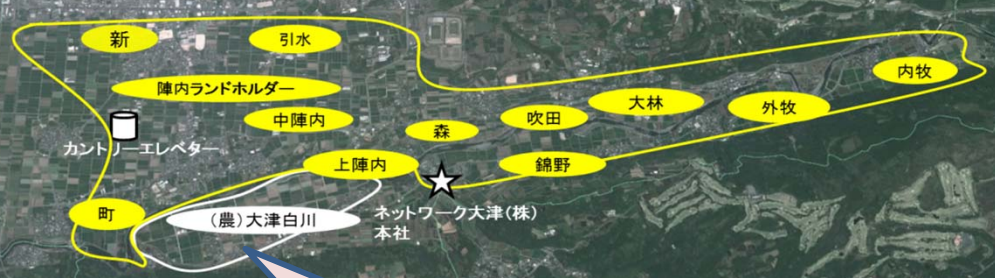 新
引水
陣内ランドホルダー
中陣内
カントリーエレベター
森
吹田
大林
外牧
内牧
上陣内
錦野
町
(農)大津白川
ネットワーク大津(株)
本社